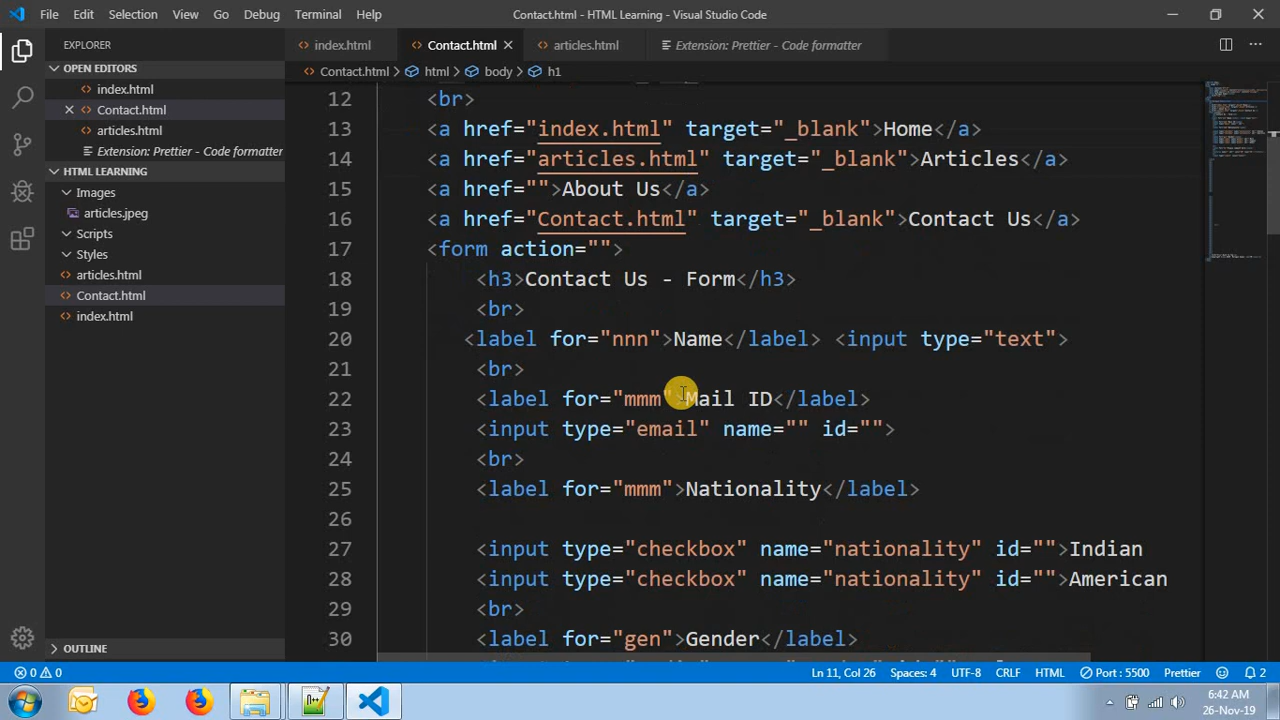 File Edit Selection View Go Debug Terminal Help Contact.html - HTML Learning - Visual Studio Code
EXPLORER
OPEN EDITORS
index.html
Contact.html
articles.html
Extension: Prettier - Code formatter
HTML LEARNING
Images
articles.jpeg
Scripts
Styles
articles.html
Contact.html
index.html
OUTLINE
index.html Contact.html articles.html Extension: Prettier - Code formatter
Contact.html html body h1
12 <br>
13 <a href="index.html" target="_blank">Home</a>
14 <a href="articles.html" target="_blank">Articles</a>
15 <a href="">About Us</a>
16 <a href="Contact.html" target="_blank">Contact Us</a>
17 <form action="">
18 <h3>Contact Us - Form</h3>
19 <br>
20 <label for="nnn">Name</label> <input type="text">
21 <br>
22 <label for="mmm">Mail ID</label>
23 <input type="email" name="" id="">
24 <br>
25 <label for="mmm">Nationality</label>
26
27 <input type="checkbox" name="nationality" id="">Indian
28 <input type="checkbox" name="nationality" id="">American
29 <br>
30 <label for="gen">Gender</label>
0 0 Ln 11, Col 26 Spaces: 4 UTF-8 CRLF HTML Port : 5500 Prettier 2
6:42 AM
26-Nov-19